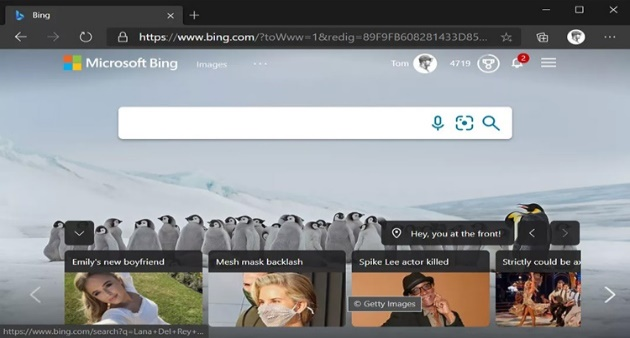 Bing
https://www.bing.com/?toWww=1&redig=89F9FB608281433D85...
Microsoft Bing
Images
Tom
4719
2
Hey, you at the front!
Emily's new boyfriend
Mesh mask backlash
Spike Lee actor killed
Strictly could be ax
© Getty Images
https://www.bing.com/search?q=Lana+Del+Rey+...